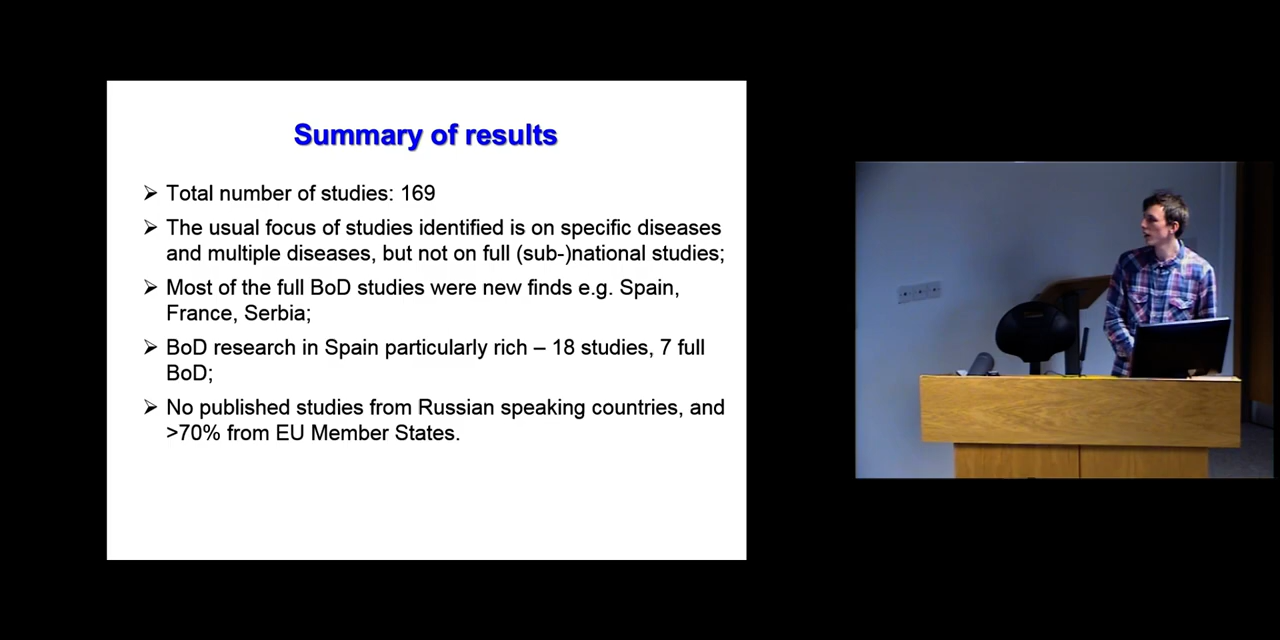 Summary of results
➢ Total number of studies: 169
➢ The usual focus of studies identified is on specific diseases
and multiple diseases, but not on full (sub-)national studies;
➢ Most of the full BoD studies were new finds e.g. Spain,
France, Serbia;
➢ BoD research in Spain particularly rich – 18 studies, 7 full
BoD;
➢ No published studies from Russian speaking countries, and
>70% from EU Member States.